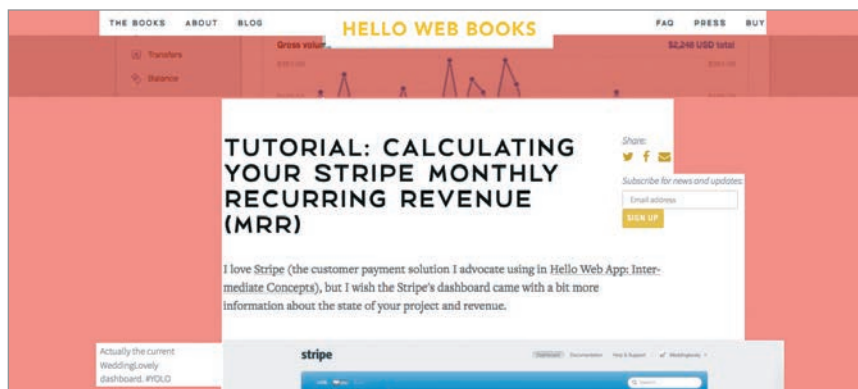 THE BOOKS ABOUT BLOG
HELLO WEB BOOKS
FAQ PRESS BUY
Transfers
Balance
Gross volume
$2,248 USD total
TUTORIAL: CALCULATING
YOUR STRIPE MONTHLY
RECURRING REVENUE
(MRR)
Share:
Subscribe for news and updates:
Email address
SIGN UP
I love Stripe (the customer payment solution I advocate using in Hello Web App: Inter-
mediate Concepts), but I wish the Stripe's dashboard came with a bit more
information about the state of your project and revenue.
Actually the current
WeddingLovely
dashboard. #YOLO
stripe
Dashboard Documentation Help & Support WeddingLovely
Search